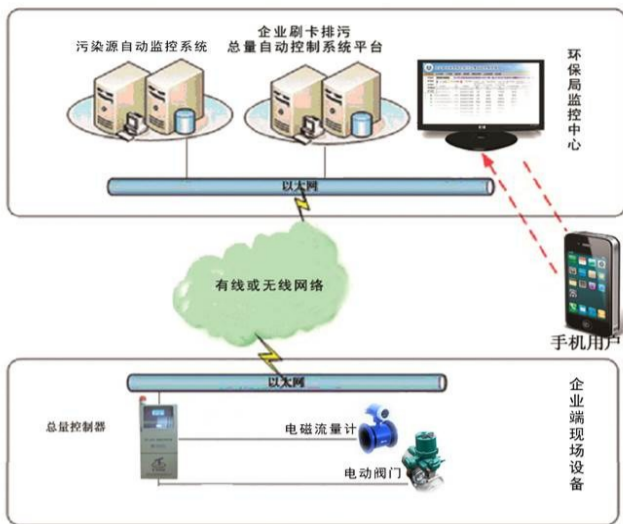 企业刷卡排污
污染源自动监控系统
总量自动控制系统平台
环保局监控中心
以太网
有线或无线网络
手机用户
以太网
企业端现场设备
总量控制器
电磁流量计
电动阀门